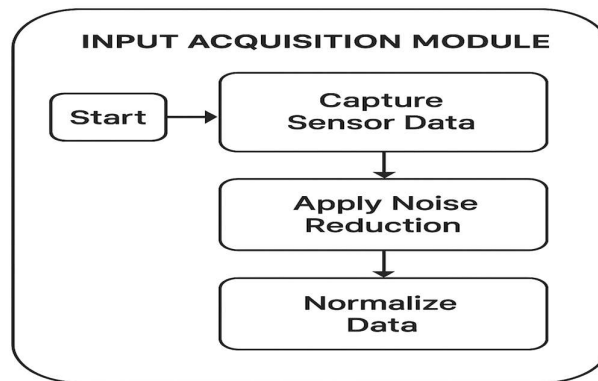 INPUT ACQUISITION MODULE
Start
Capture
Sensor Data
Apply Noise
Reduction
Normalize
Data